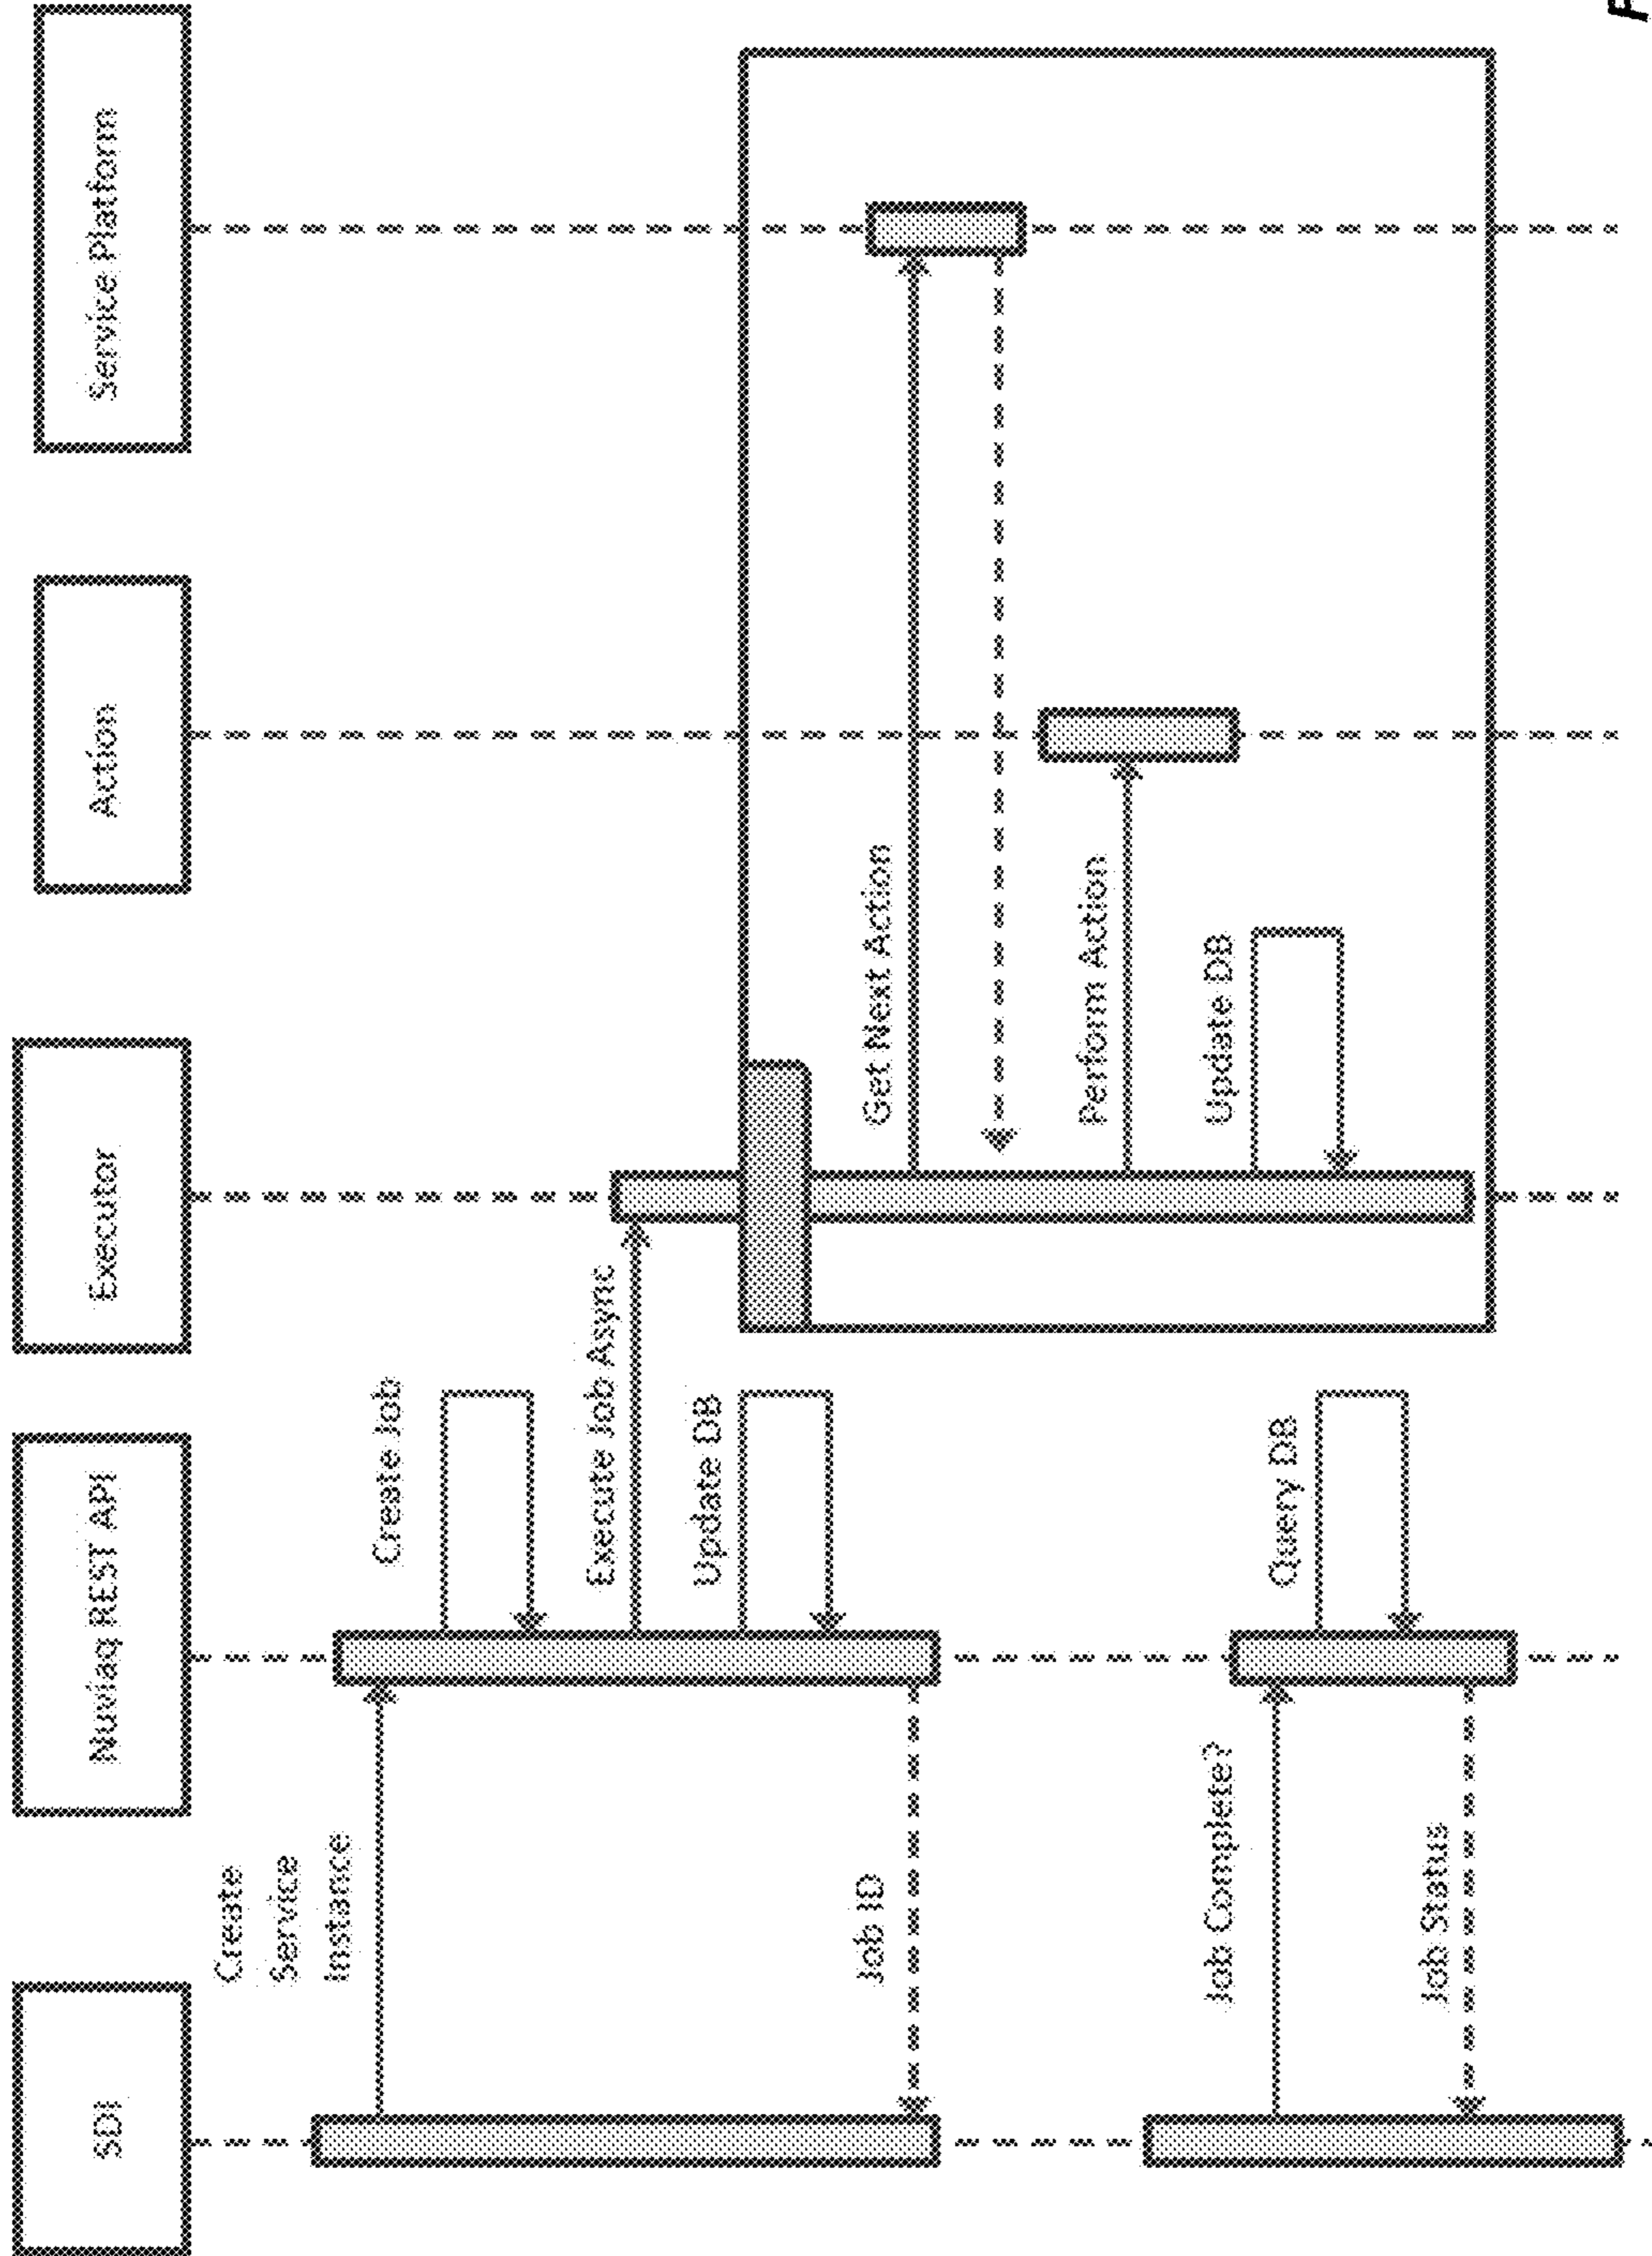 SDI
Nuviaq REST API
Executor
Action
Service Platform
Create
Service
Instance
Create Job
Execute Job Async
Update DB
Get Next Action
Job ID
Perform Action
Update DB
Job Complete?
Query DB
Job Status